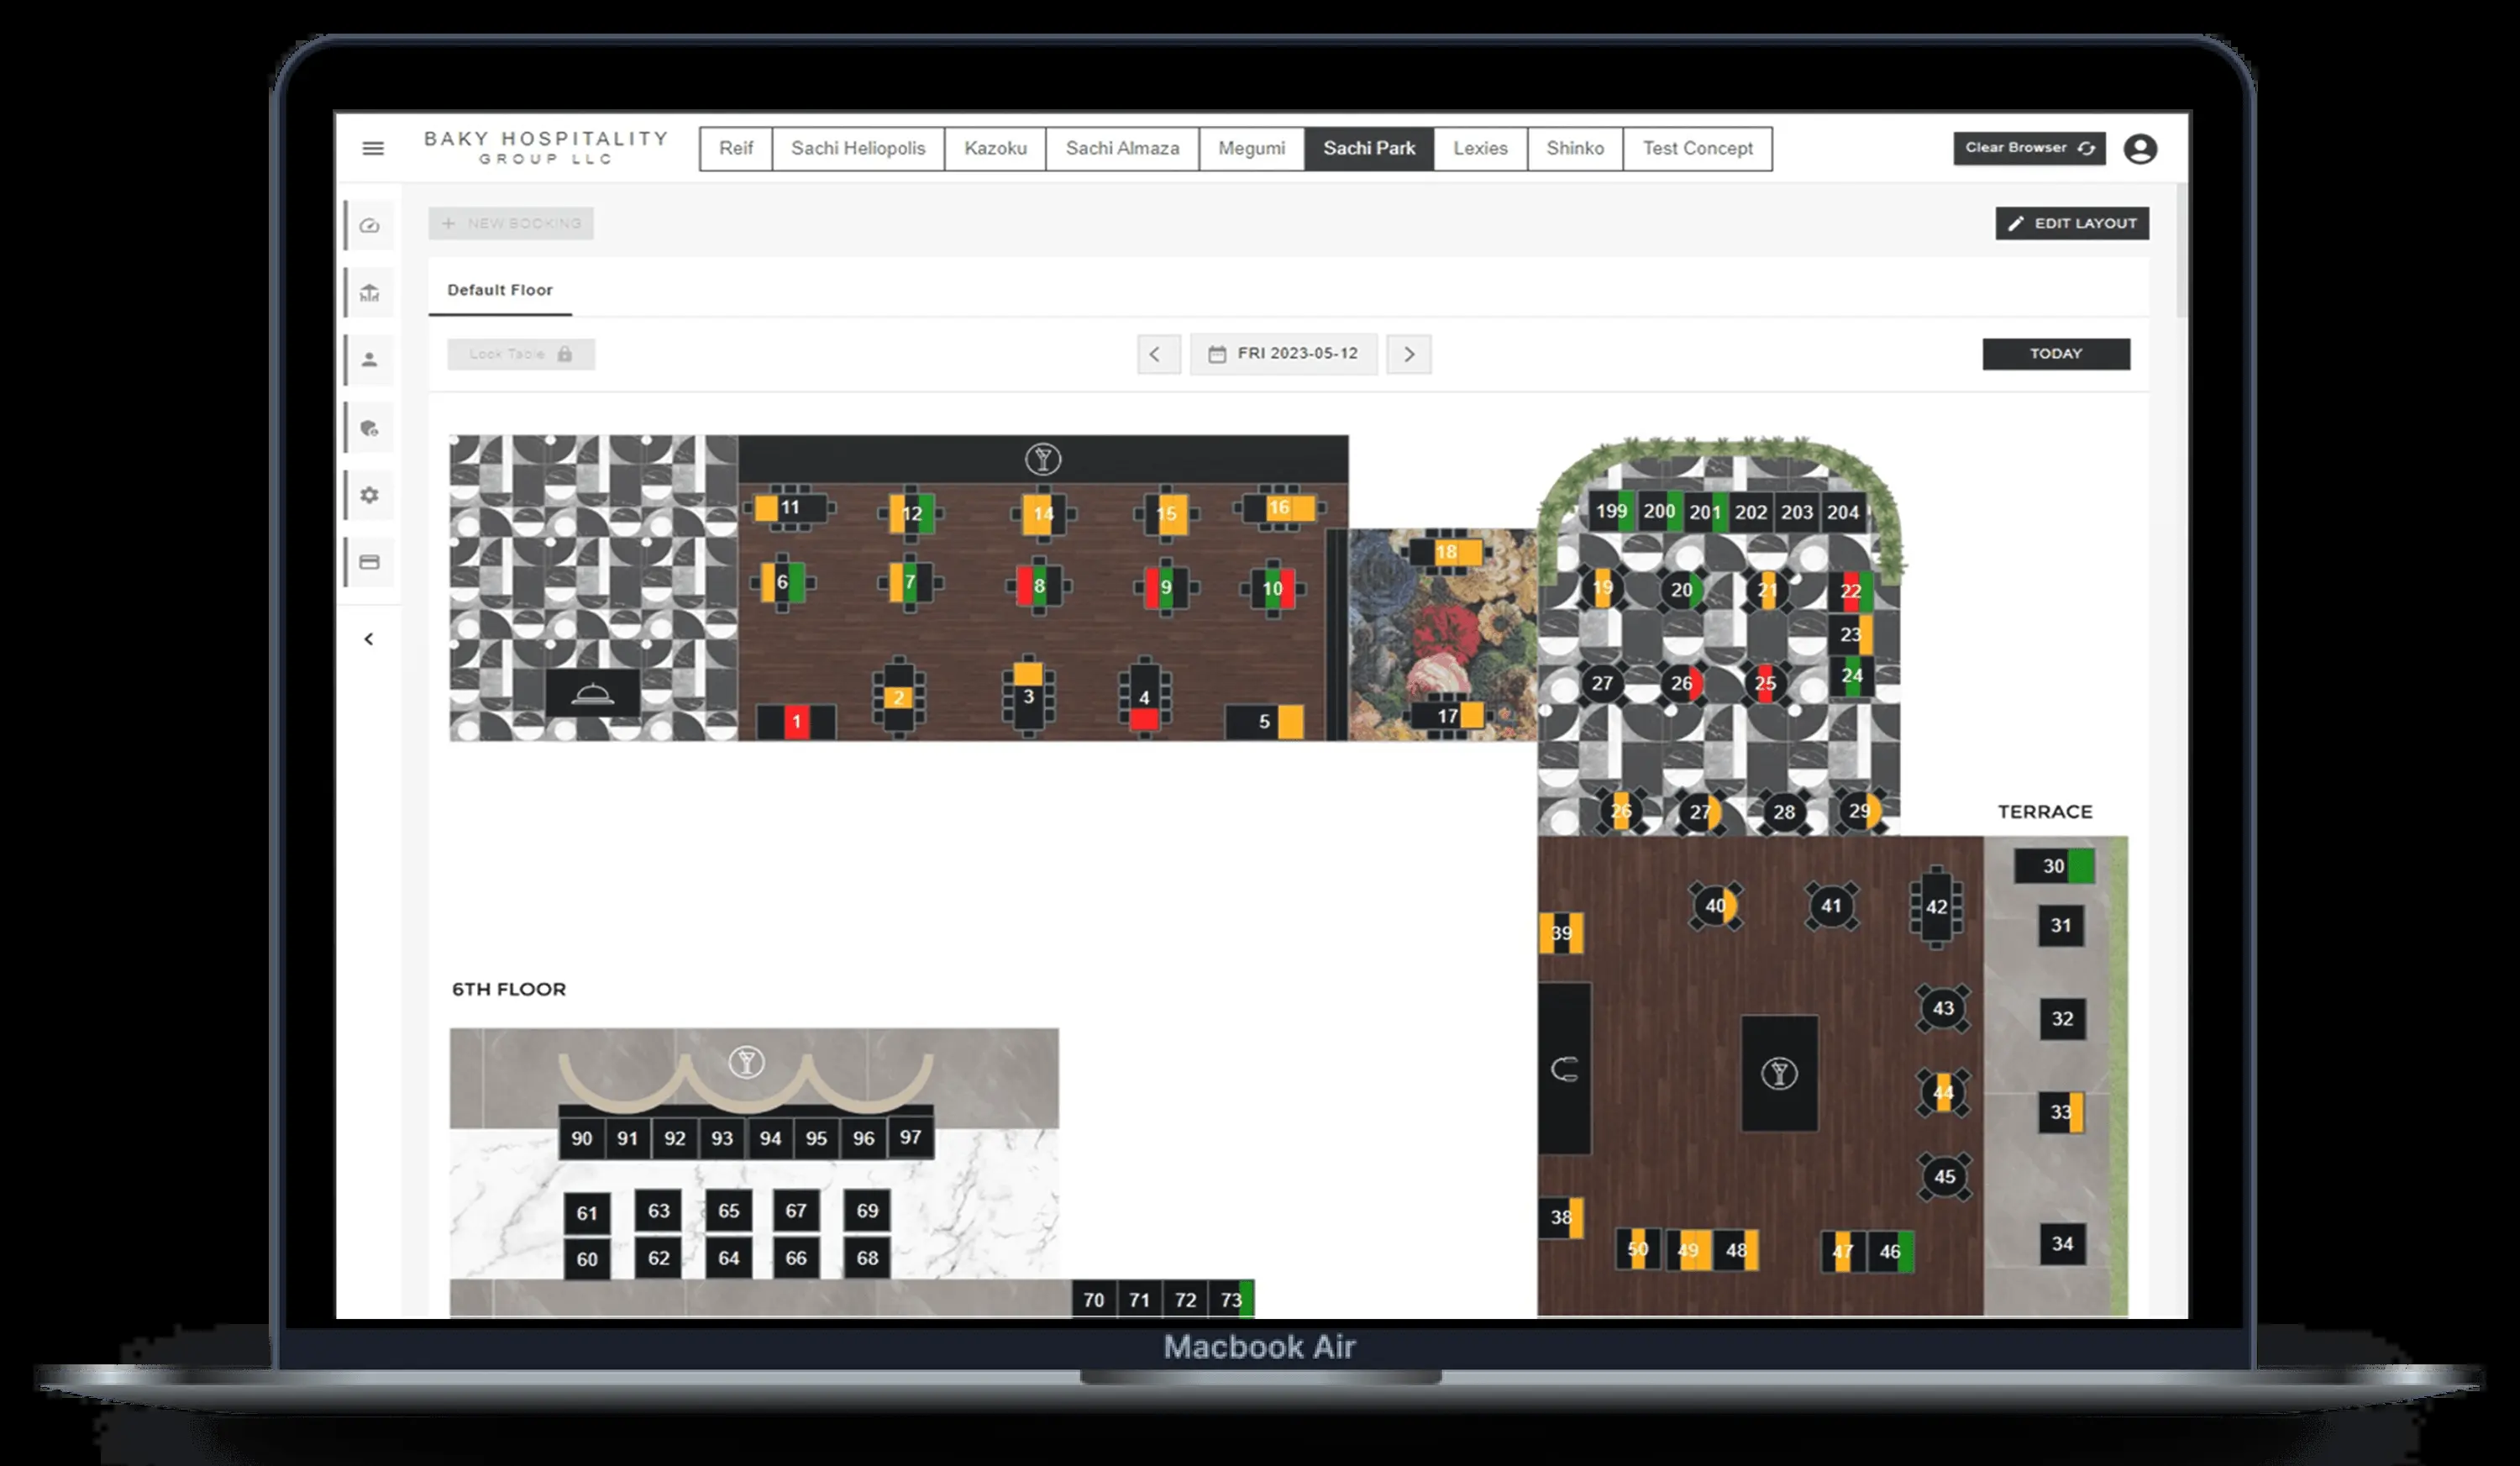 BAKY HOSPITALITY
GROUP LLC
Reif Sachi Heliopolis Kazoku Sachi Almaza Megumi Sachi Park Lexies Shinko Test Concept
Clear Browser
+ NEW BOOKING
EDIT LAYOUT
Default Floor
Lock Table
FRI 2023-05-12
TODAY
11 12 14 15 16
6 7 8 9 10
1 2 3 4 5
18
17
199 200 201 202 203 204
19 20 21 22
23
27 26 25 24
26 27 28 29
TERRACE
30
39 40 41 42 31
43 32
44 33
45
38 34
50 49 48 47 46
6TH FLOOR
90 91 92 93 94 95 96 97
61 63 65 67 69
60 62 64 66 68
70 71 72 73
Macbook Air